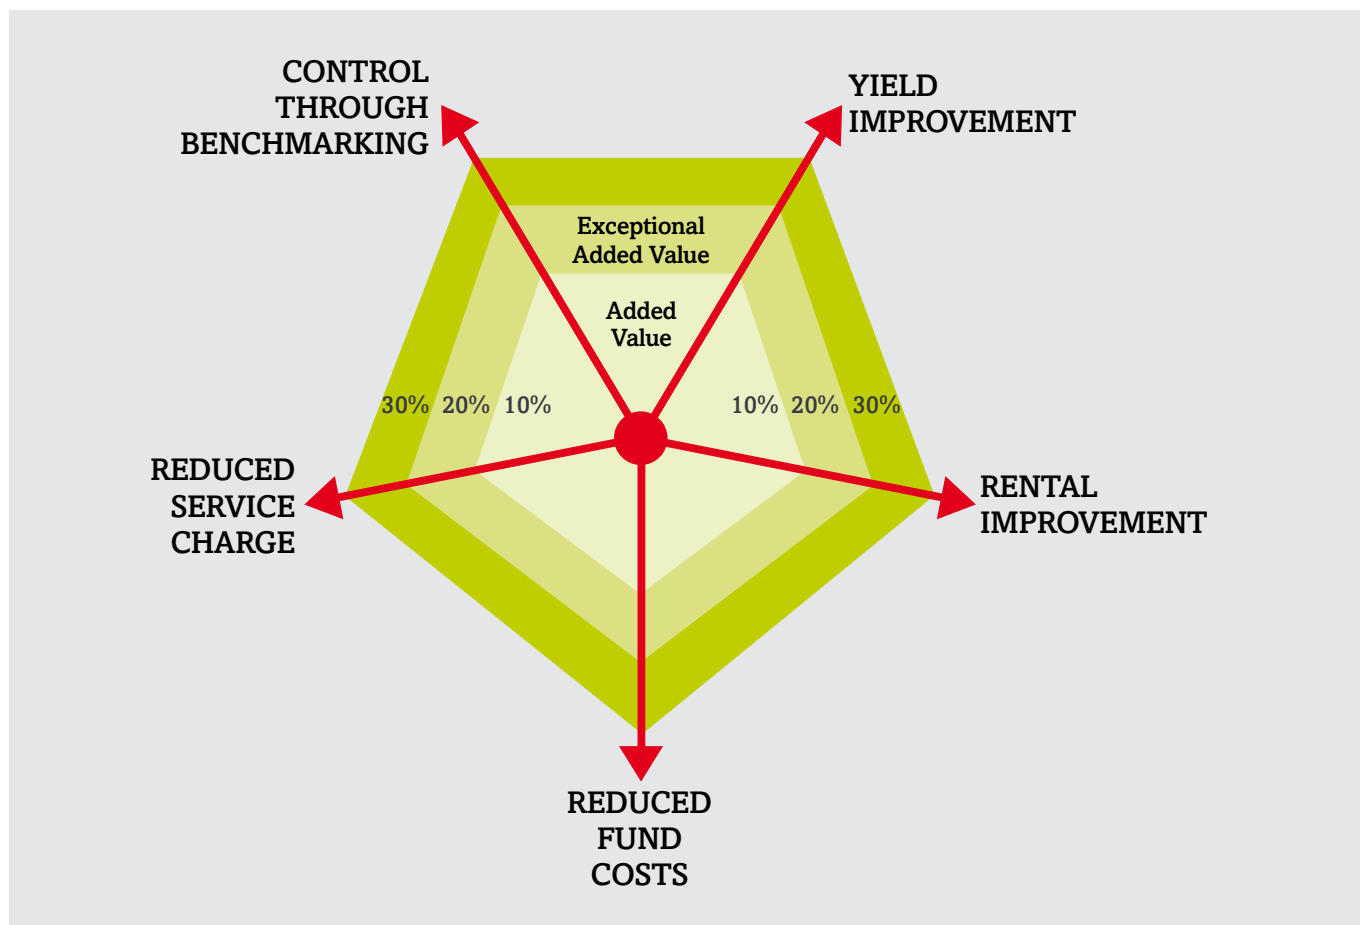 CONTROL
THROUGH
BENCHMARKING
YIELD
IMPROVEMENT
Exceptional
Added Value
Added
Value
30% 20% 10%
10% 20% 30%
REDUCED
SERVICE
CHARGE
RENTAL
IMPROVEMENT
REDUCED
FUND
COSTS